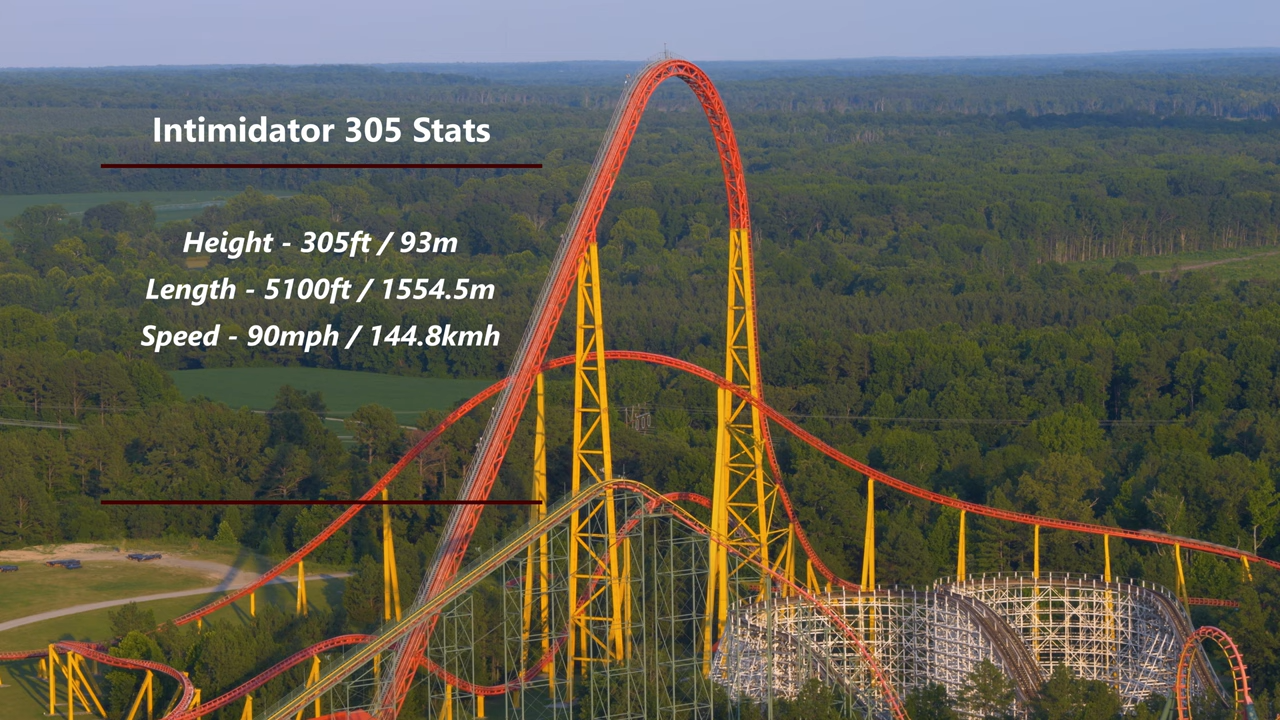 Intimidator 305 Stats
Height - 305ft / 93m
Length - 5100ft / 1554.5m
Speed - 90mph / 144.8kmh